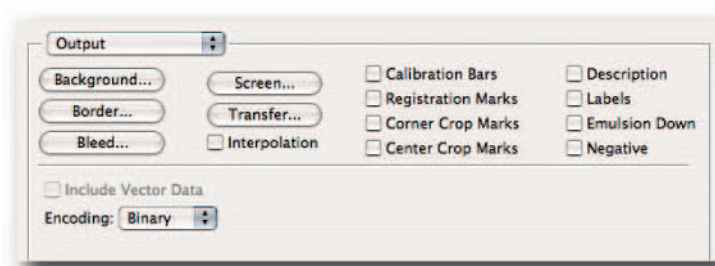 Output
Background... Screen... Calibration Bars Description
Border... Transfer... Registration Marks Labels
Bleed... Interpolation Corner Crop Marks Emulsion Down
Center Crop Marks Negative
Include Vector Data
Encoding: Binary